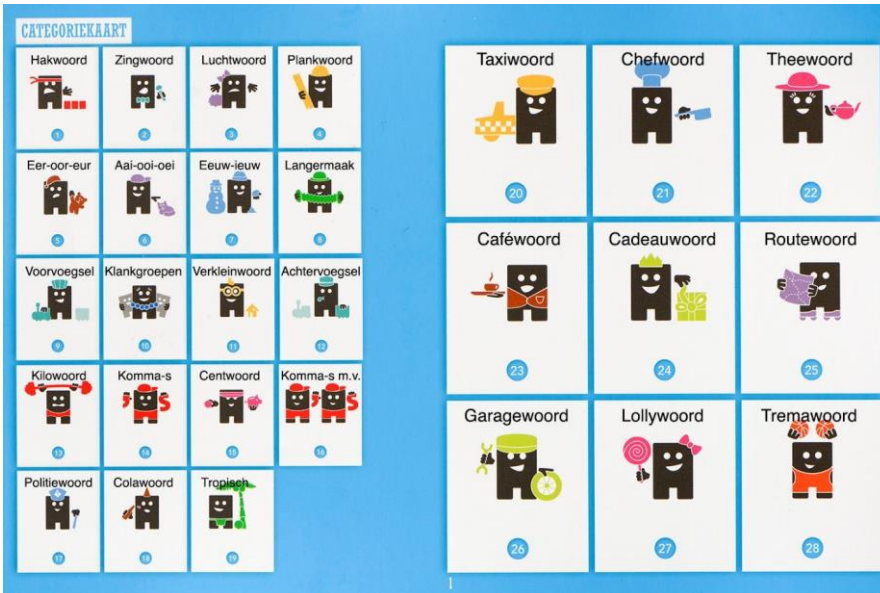 CATEGORIEKAART
Hakwoord
1
Zingwoord
2
Luchtwoord
3
Plankwoord
4
Eer-oor-eur
5
Aai-ooi-oei
6
Eeuw-ieuw
7
Langermaak
8
Voorvoegsel
9
Klankgroepen
10
Verkleinwoord
11
Achtervoegsel
12
Kilowoord
13
Komma-s
14
Centwoord
15
Komma-s m.v.
16
Politiewoord
17
Colawoord
18
Tropisch
19
Taxiwoord
20
Chefwoord
21
Theewoord
22
Caféwoord
23
Cadeauwoord
24
Routewoord
25
Garagewoord
26
Lollywoord
27
Tremawoord
28
1